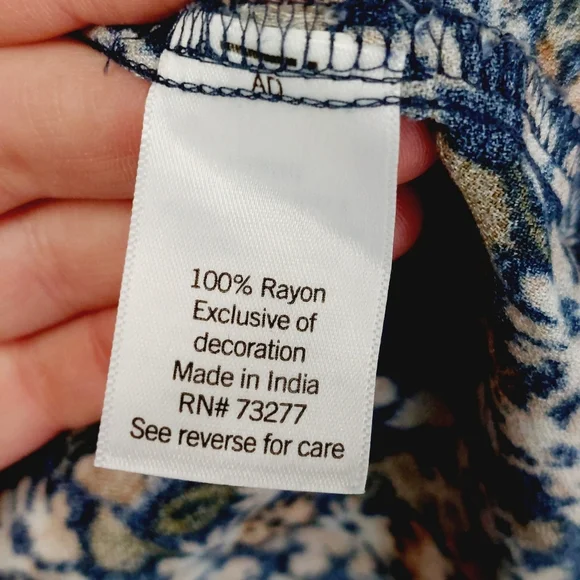 AD
100% Rayon
Exclusive of
decoration
Made in India
RN# 73277
See reverse for care